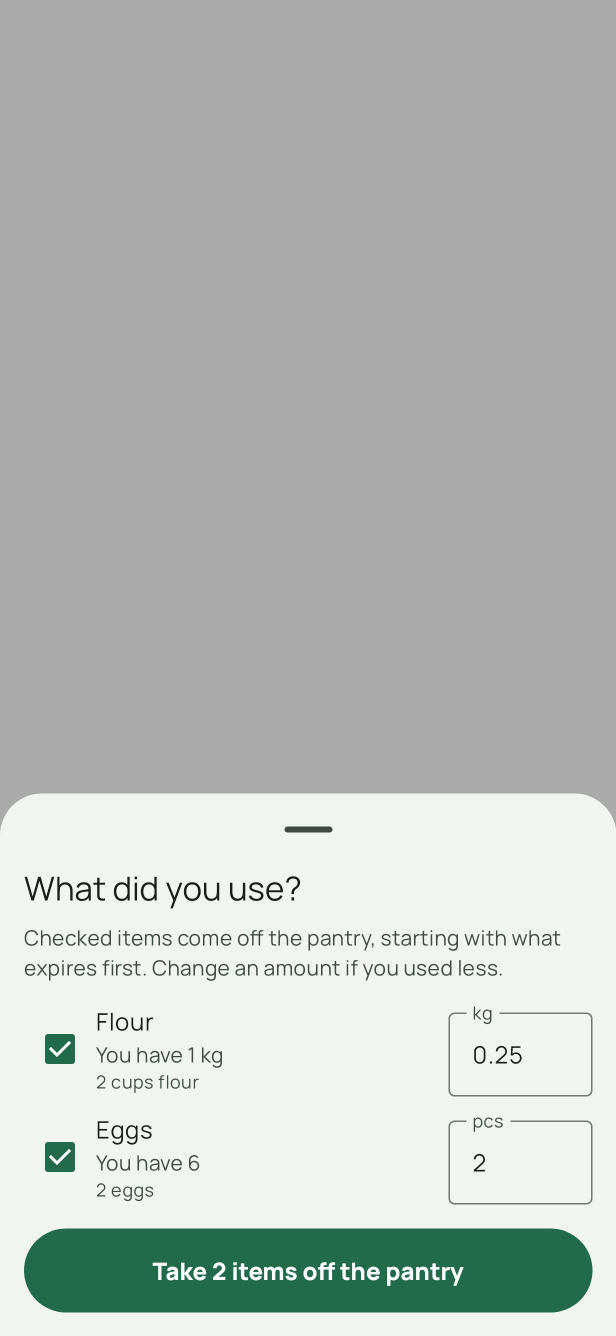 What did you use?
Checked items come off the pantry, starting with what
expires first. Change an amount if you used less.
Flour
You have 1 kg
2 cups flour
kg
0.25
Eggs
You have 6
2 eggs
pcs
2
Take 2 items off the pantry